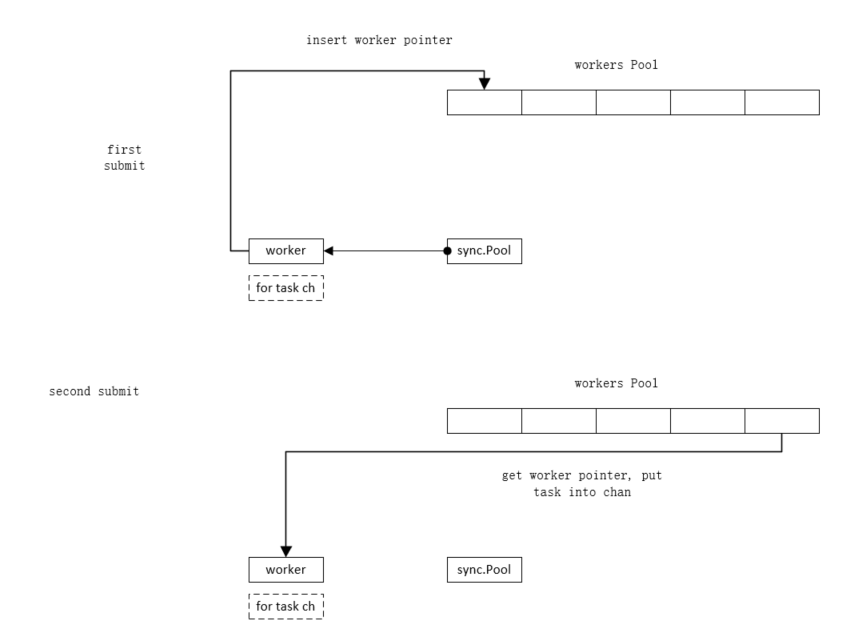 insert worker pointer
workers Pool
first
submit
worker
sync.Pool
for task ch
workers Pool
second submit
get worker pointer, put
task into chan
worker
sync.Pool
for task ch